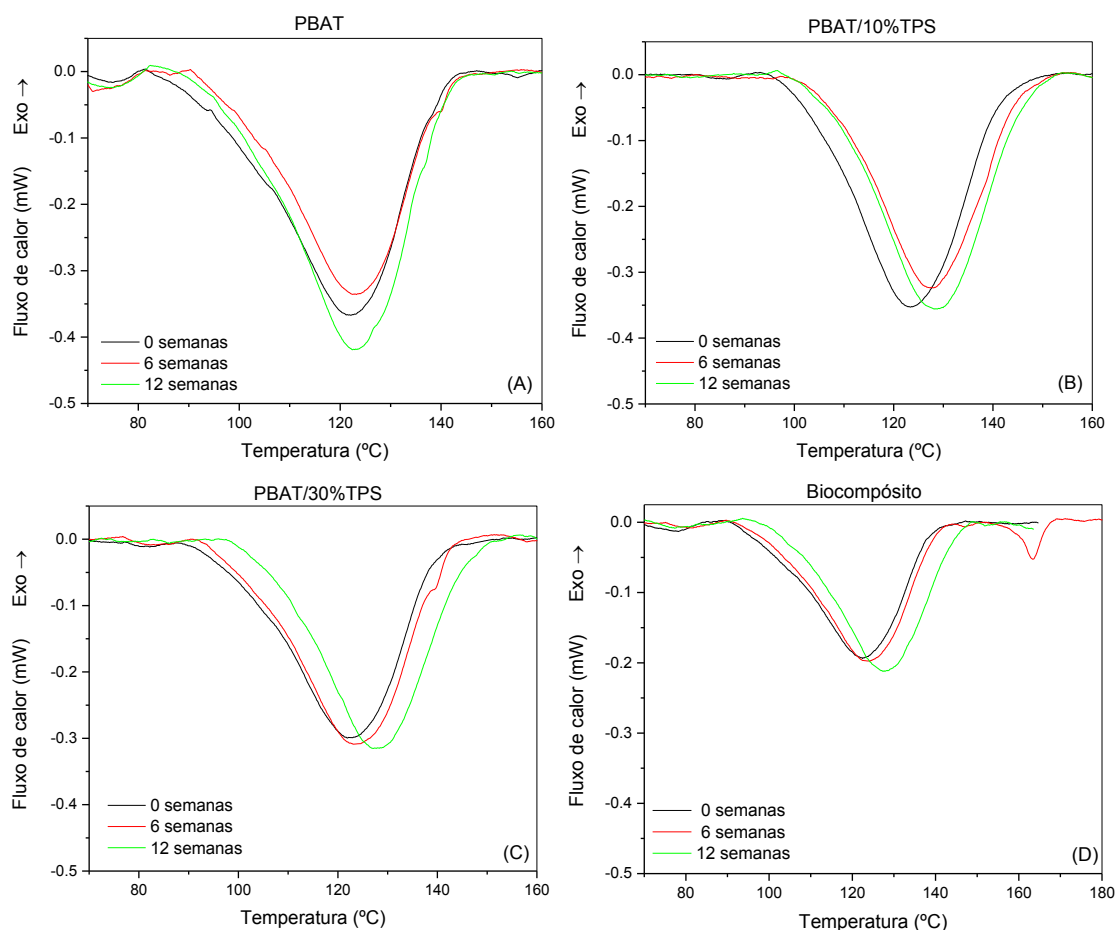 PBAT
0.0
-0.1
-0.2
-0.3
-0.4
-0.5
Fluxo de calor (mW) Exo →
0 semanas
6 semanas
12 semanas
(A)
80 100 120 140 160
Temperatura (ºC)
PBAT/10%TPS
0.0
-0.1
-0.2
-0.3
-0.4
-0.5
Fluxo de calor (mW) Exo →
0 semanas
6 semanas
12 semanas
(B)
80 100 120 140 160
Temperatura (ºC)
PBAT/30%TPS
0.0
-0.1
-0.2
-0.3
-0.4
-0.5
Fluxo de calor (mW) Exo →
0 semanas
6 semanas
12 semanas
(C)
80 100 120 140 160
Temperatura (ºC)
Biocompósito
0.0
-0.1
-0.2
-0.3
-0.4
-0.5
Fluxo de calor (mW) Exo →
0 semanas
6 semanas
12 semanas
(D)
80 100 120 140 160 180
Temperatura (ºC)